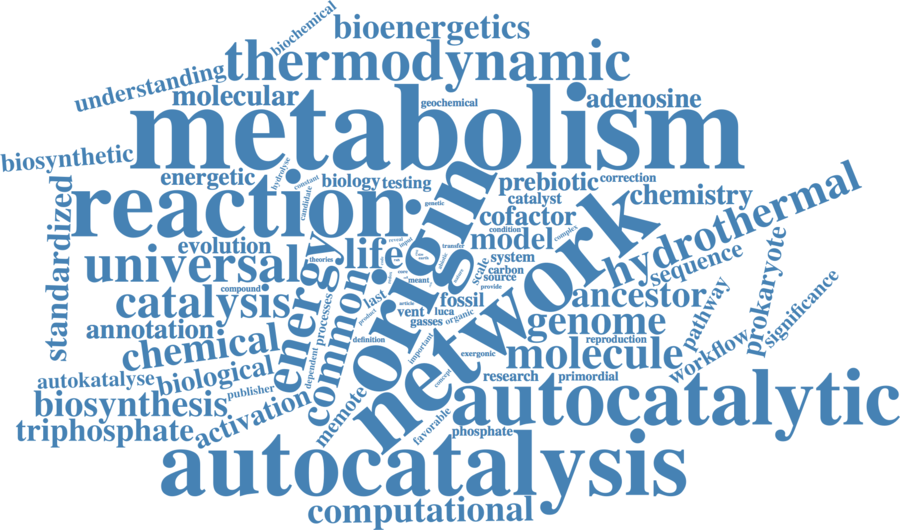 biochemical
bioenergetics
thermodynamic
understanding
molecular
geochemical
adenosine
metabolism
biosynthetic
energetic
hydrolyse
constant
biology
testing
prebiotic
correction
catalyst
chemistry
standardized
reaction
candidate
genetic
origin
cofactor
condition
network
hydrothermal
evolution
life
reveal
input
transfer
model
complex
universal
theories
energy
earth
system
scale
carbon
source
sequence
prokaryote
compound
common
meant
provide
ancestor
pathway
significance
catalysis
processes
last
article
fossil
product
vent
luca
gasses
organic
genome
annotation
chemical
definition
important
reproduction
exergonic
molecule
workflow
autokatalyse
biological
dependent
concept
research
primordial
publisher
biosynthesis
activation
memote
favorable
autocatalytic
triphosphate
phosphate
autocatalysis
computational